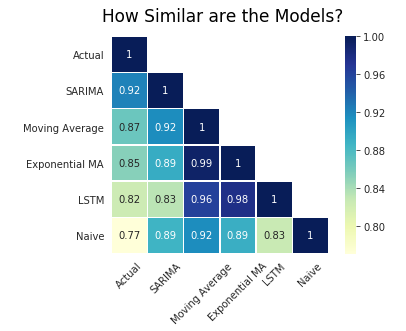 How Similar are the Models?
Actual 1
SARIMA 0.92 1
Moving Average 0.87 0.92 1
Exponential MA 0.85 0.89 0.99 1
LSTM 0.82 0.83 0.96 0.98 1
Naive 0.77 0.89 0.92 0.89 0.83 1
Actual SARIMA Moving Average Exponential MA LSTM Naive
1.00
0.96
0.92
0.88
0.84
0.80